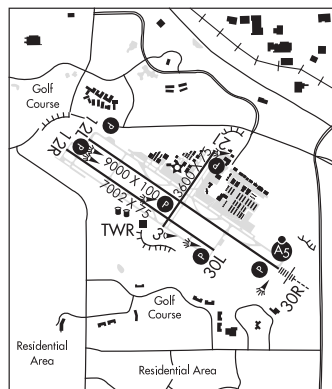 Golf
Course
P
12L
12R
P
21
P
9000 X 100
3600 X 75
7002 X 75
P
TWR
3
A5
P
P
30L
30R
Golf
Course
Residential
Area
Residential Area